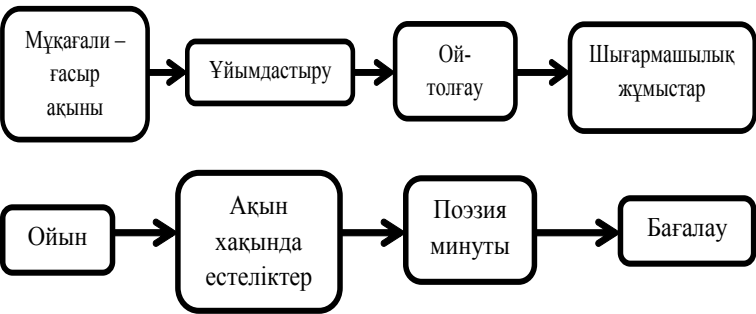 Мұқағали –
ғасыр
ақыны
Ұйымдастыру
Ой-
толғау
Шығармашылық
жұмыстар
Ойын
Ақын
хақында
естеліктер
Поэзия
минуты
Бағалау